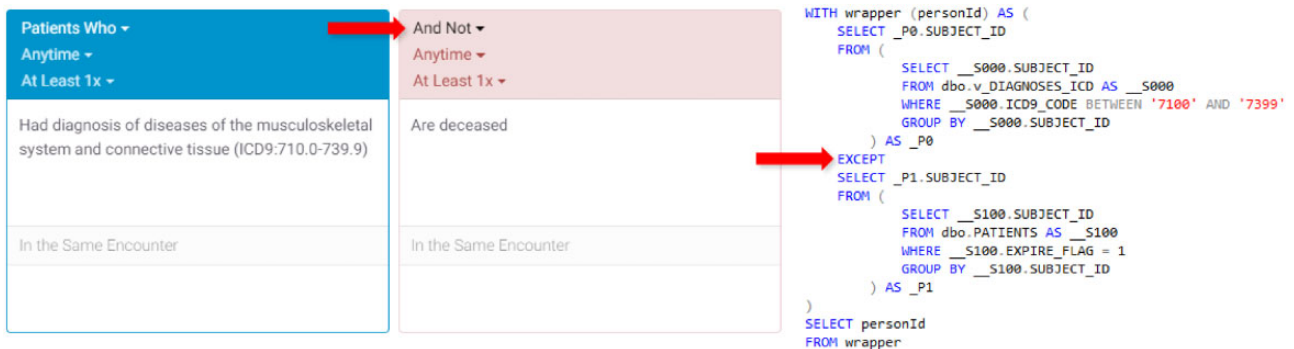 Patients Who
Anytime
At Least 1x
Had diagnosis of diseases of the musculoskeletal
system and connective tissue (ICD9:710.0-739.9)
In the Same Encounter
And Not
Anytime
At Least 1x
Are deceased
In the Same Encounter
WITH wrapper (personId) AS (
SELECT _P0.SUBJECT_ID
FROM (
SELECT __S000.SUBJECT_ID
FROM dbo.v_DIAGNOSES_ICD AS __S000
WHERE __S000.ICD9_CODE BETWEEN '7100' AND '7399'
GROUP BY __S000.SUBJECT_ID
) AS _P0
EXCEPT
SELECT _P1.SUBJECT_ID
FROM (
SELECT __S100.SUBJECT_ID
FROM dbo.PATIENTS AS __S100
WHERE __S100.EXPIRE_FLAG = 1
GROUP BY __S100.SUBJECT_ID
) AS _P1
)
SELECT personId
FROM wrapper